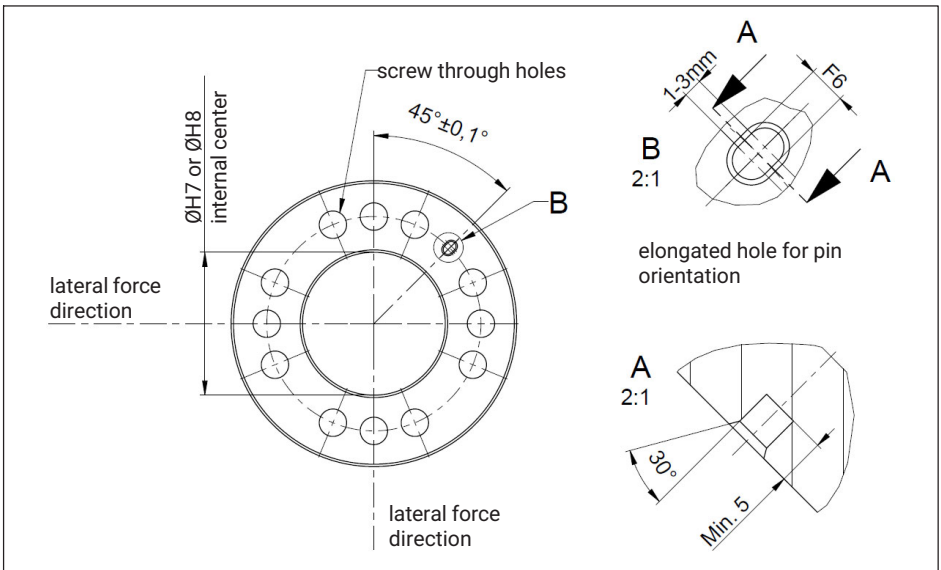 screw through holes
45°±0,1°
ØH7 or ØH8
internal center
B
lateral force
direction
lateral force
direction
A
1-3mm
F6
B
2:1
A
elongated hole for pin
orientation
A
2:1
30°
Min. 5